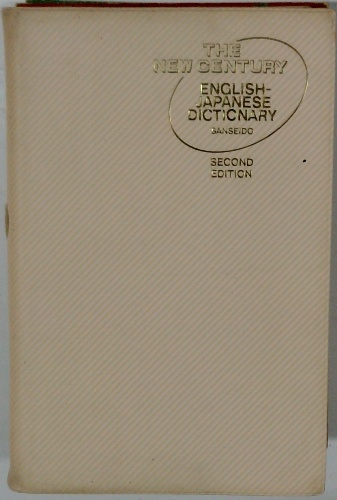 THE
NEW CENTURY
ENGLISH-
JAPANESE
DICTIONARY
SANSEIDO
SECOND
EDITION